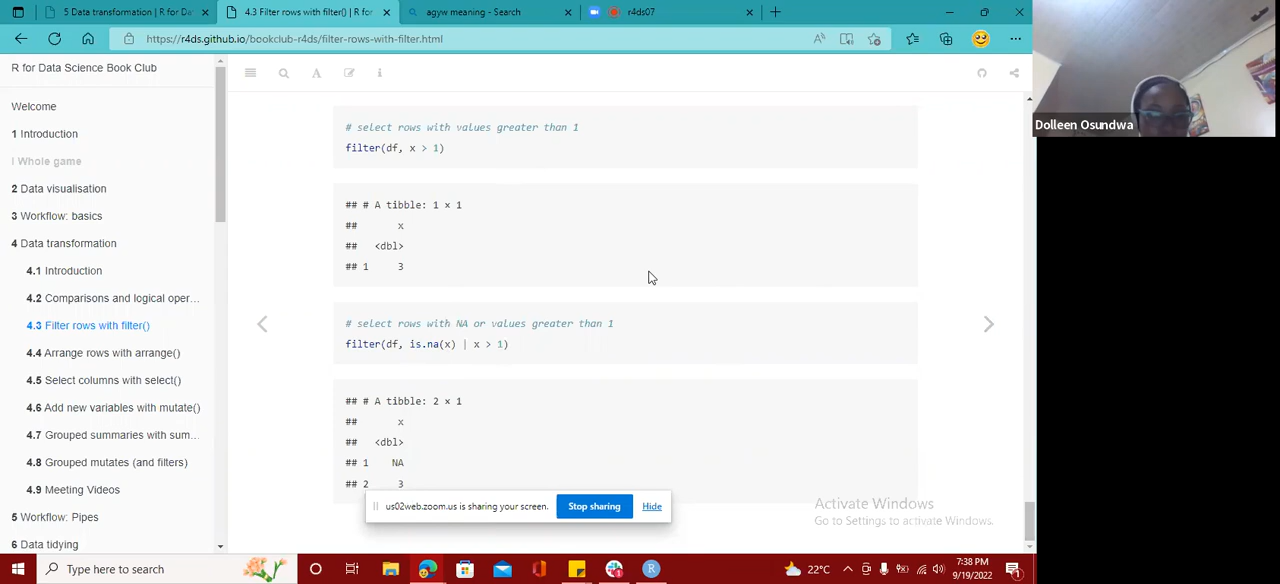 5 Data transformation | R for Da
4.3 Filter rows with filter() | R fo
agyw meaning - Search
r4ds07
https://r4ds.github.io/bookclub-r4ds/filter-rows-with-filter.html
R for Data Science Book Club
Welcome
1 Introduction
I Whole game
2 Data visualisation
3 Workflow: basics
4 Data transformation
4.1 Introduction
4.2 Comparisons and logical oper...
4.3 Filter rows with filter()
4.4 Arrange rows with arrange()
4.5 Select columns with select()
4.6 Add new variables with mutate()
4.7 Grouped summaries with sum...
4.8 Grouped mutates (and filters)
4.9 Meeting Videos
5 Workflow: Pipes
6 Data tidying
# select rows with values greater than 1
filter(df, x > 1)
## # A tibble: 1 x 1
## x
## <dbl>
## 1 3
# select rows with NA or values greater than 1
filter(df, is.na(x) | x > 1)
## # A tibble: 2 x 1
## x
## <dbl>
## 1 NA
## 2 3
us02web.zoom.us is sharing your screen.
Stop sharing
Hide
Activate Windows
Go to Settings to activate Windows.
Dolleen Osundwa
Type here to search
22°C
7:38 PM
9/19/2022